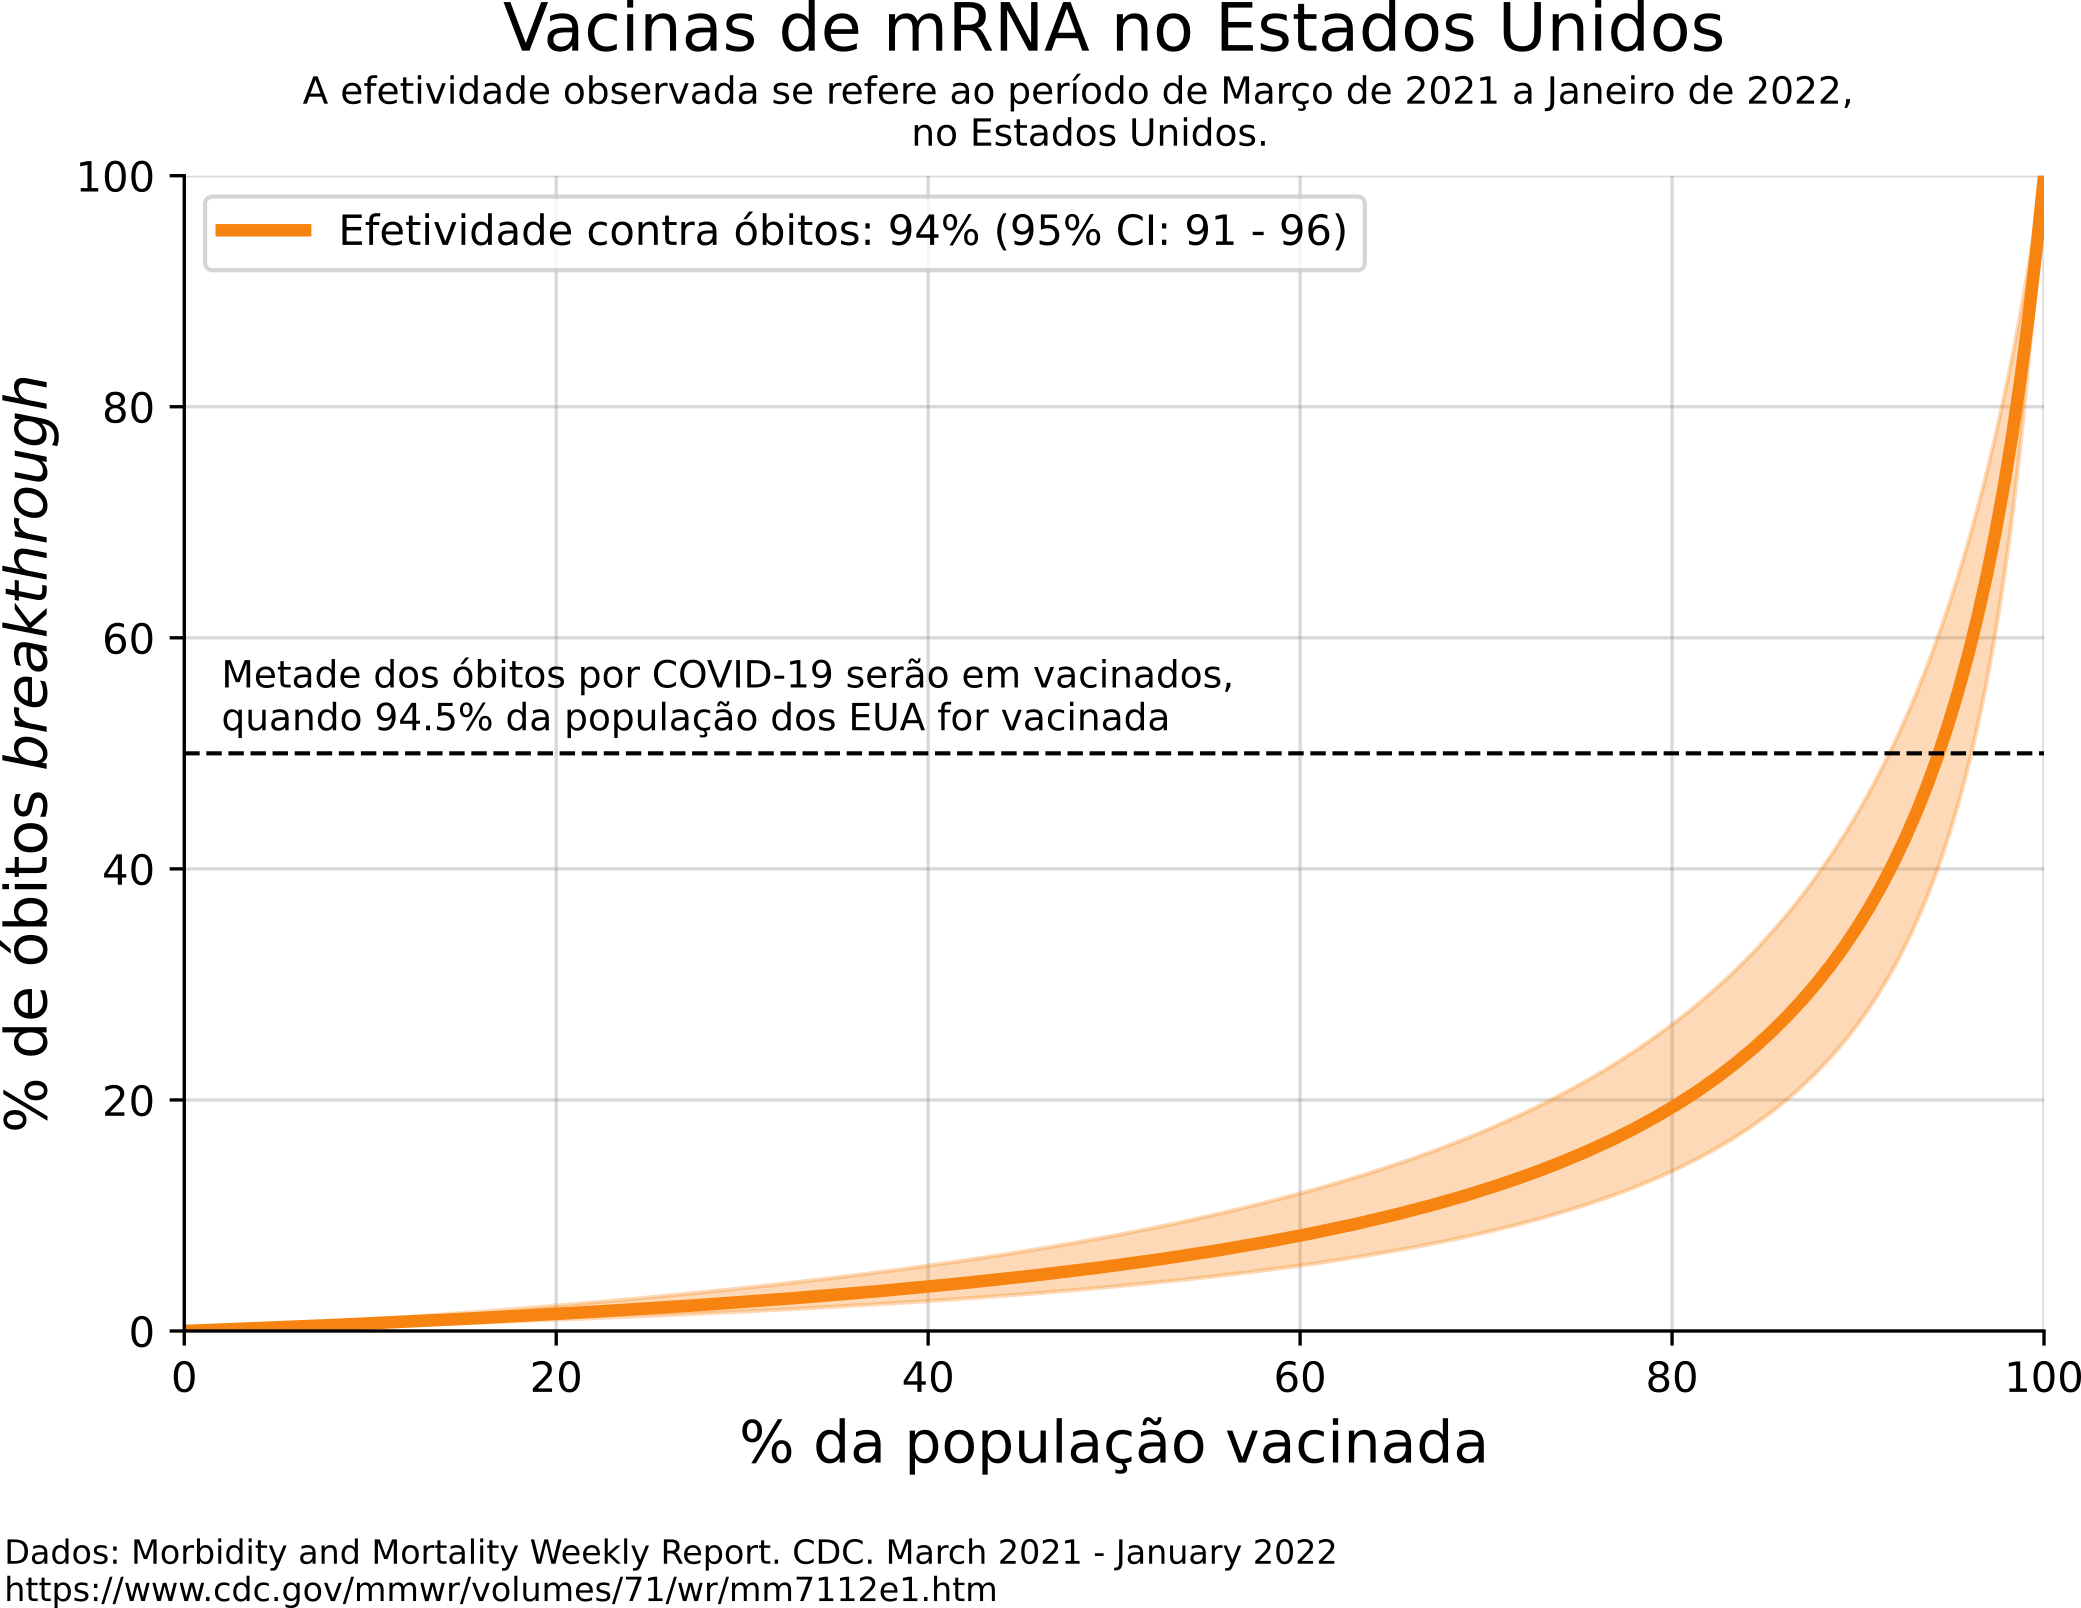 Vacinas de mRNA no Estados Unidos
A efetividade observada se refere ao período de Março de 2021 a Janeiro de 2022,
no Estados Unidos.
100
Efetividade contra óbitos: 94% (95% CI: 91 - 96)
80
60
Metade dos óbitos por COVID-19 serão em vacinados,
quando 94.5% da população dos EUA for vacinada
40
20
0
% de óbitos breakthrough
0 20 40 60 80 100
% da população vacinada
Dados: Morbidity and Mortality Weekly Report. CDC. March 2021 - January 2022
https://www.cdc.gov/mmwr/volumes/71/wr/mm7112e1.htm